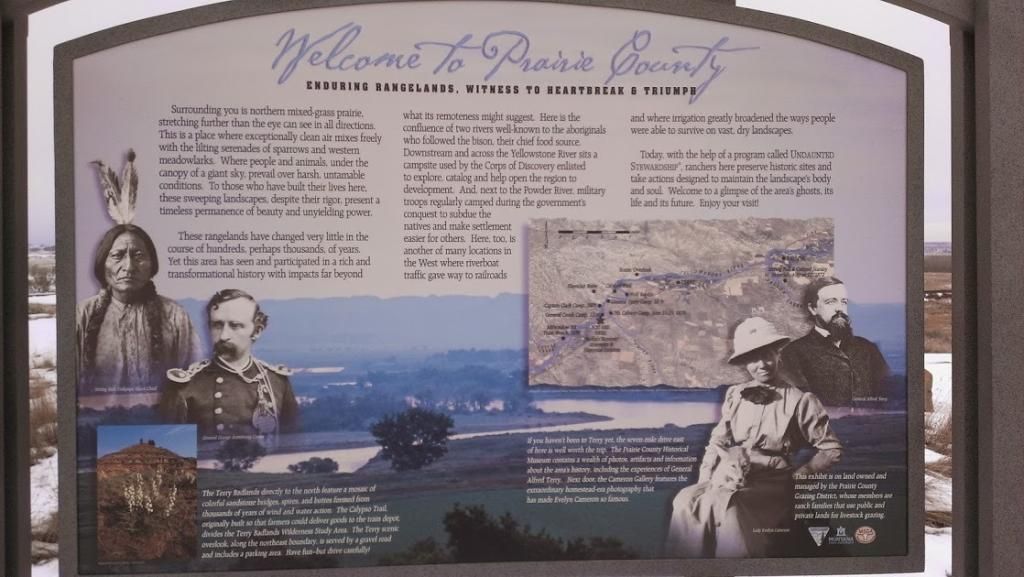 Welcome to Prairie County
ENDURING RANGELANDS, WITNESS TO HEARTBREAK & TRIUMPH
Surrounding you is northern mixed-grass prairie,
stretching further than the eye can see in all directions.
This is a place where exceptionally clean air mixes freely
with the lilting serenades of sparrows and western
meadowlarks. Where people and animals, under the
canopy of a giant sky, prevail over harsh, untamable
conditions. To those who have built their lives here,
these sweeping landscapes, despite their rigor, present a
timeless permanence of beauty and unyielding power.
These rangelands have changed very little in the
course of hundreds, perhaps thousands, of years.
Yet this area has seen and participated in a rich and
transformational history with impacts far beyond
what its remoteness might suggest. Here is the
confluence of two rivers well-known to the aboriginals
who followed the bison, their chief food source.
Downstream and across the Yellowstone River sits a
campsite used by the Corps of Discovery enlisted
to explore, catalog and help open the region to
development. And, next to the Powder River, military
troops regularly camped during the government's
conquest to subdue the
natives and make settlement
easier for others. Here, too, is
another of many locations in
the West where riverboat
traffic gave way to railroads
and where irrigation greatly broadened the ways people
were able to survive on vast, dry landscapes.
Today, with the help of a program called UNDAUNTED
STEWARDSHIP®, ranchers here preserve historic sites and
take actions designed to maintain the landscape's body
and soul. Welcome to a glimpse of the area's ghosts, its
life and its future. Enjoy your visit!
General Alfred Terry
The Terry Badlands directly to the north feature a mosaic of
colorful sandstone bridges, spires, and buttes formed from
thousands of years of wind and water action. The Calypso Trail,
originally built so that farmers could deliver goods to the train depot,
divides the Terry Badlands Wilderness Study Area. The Terry scenic
overlook, along the northeast boundary, is served by a gravel road
and includes a parking area. Have fun–but drive carefully!
If you haven't been to Terry yet, the seven-mile drive east
of here is well worth the trip. The Prairie County Historical
Museum contains a wealth of photos, artifacts and information
about the area's history, including the experiences of General
Alfred Terry. Next door, the Cameron Gallery features the
extraordinary homestead-era photography that
has made Evelyn Cameron so famous.
Lady Evelyn Cameron
This exhibit is on land owned and
managed by the Prairie County
Grazing District, whose members are
ranch families that use public and
private lands for livestock grazing.
MONTANA